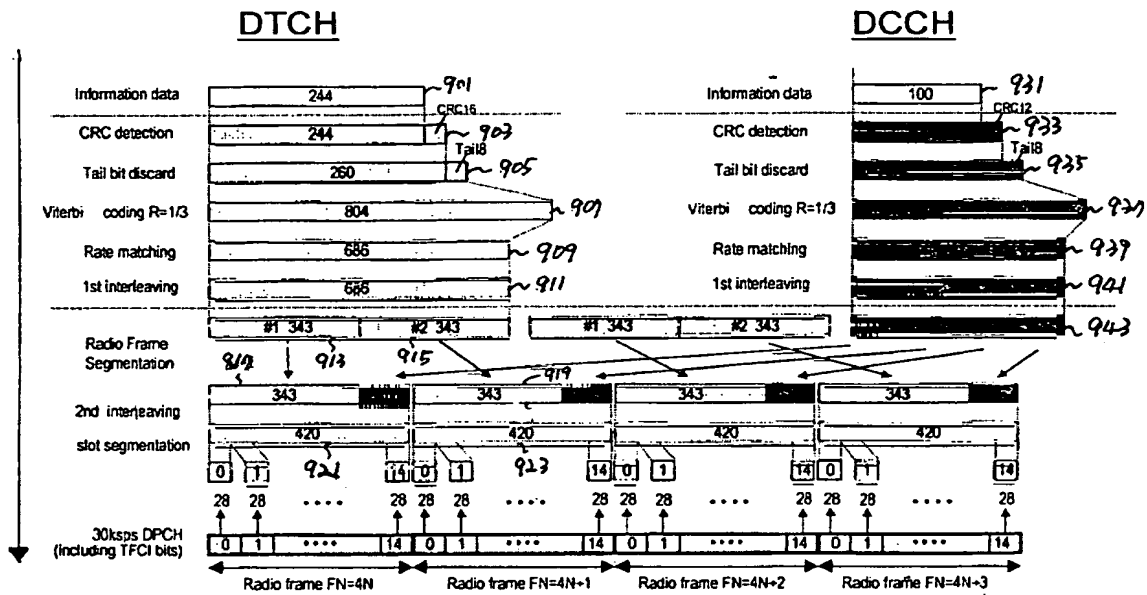 DTCH DCCH
Information data 244 901 Information data 100 931
CRC detection 244 CRC16 903 CRC detection CRC12 933
Tail bit discard 260 Tail8 905 Tail bit discard Tail8 935
Viterbi coding R=1/3 804 907 Viterbi coding R=1/3 937
Rate matching 686 909 Rate matching 939
1st interleaving 686 911 1st interleaving 941
#1 343 #2 343 #1 343 #2 343 943
Radio Frame Segmentation 913 915
919
343 343 343 343
2nd interleaving
slot segmentation 420 420 420 420
921 923
0 1 14 0 1 14 0 1 14 0 1 14
28 28 •••• 28 28 28 •••• 28 28 28 •••• 28 28 28 •••• 28
30ksps DPCH
(including TFCI bits) 0 1 •••• 14 0 1 •••• 14 0 1 •••• 14 0 1 •••• 14
Radio frame FN=4N Radio frame FN=4N+1 Radio frame FN=4N+2 Radio frame FN=4N+3